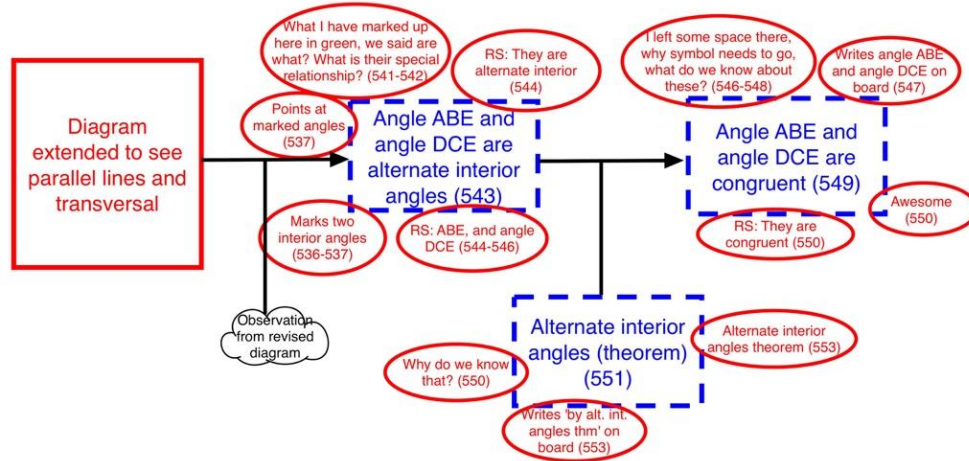 What I have marked up
here in green, we said are
what? What is their special
relationship? (541-542)
RS: They are
alternate interior
(544)
I left some space there,
why symbol needs to go,
what do we know about
these? (546-548)
Writes angle ABE
and angle DCE on
board (547)
Points at
marked angles
(537)
Diagram
extended to see
parallel lines and
transversal
Angle ABE and
angle DCE are
alternate interior
angles (543)
Angle ABE and
angle DCE are
congruent (549)
Awesome
(550)
Marks two
interior angles
(536-537)
RS: ABE, and angle
DCE (544-546)
RS: They are
congruent (550)
Observation
from revised
diagram
Alternate interior
angles (theorem)
(551)
Alternate interior
angles theorem (553)
Why do we know
that? (550)
Writes 'by alt. int.
angles thm' on
board (553)